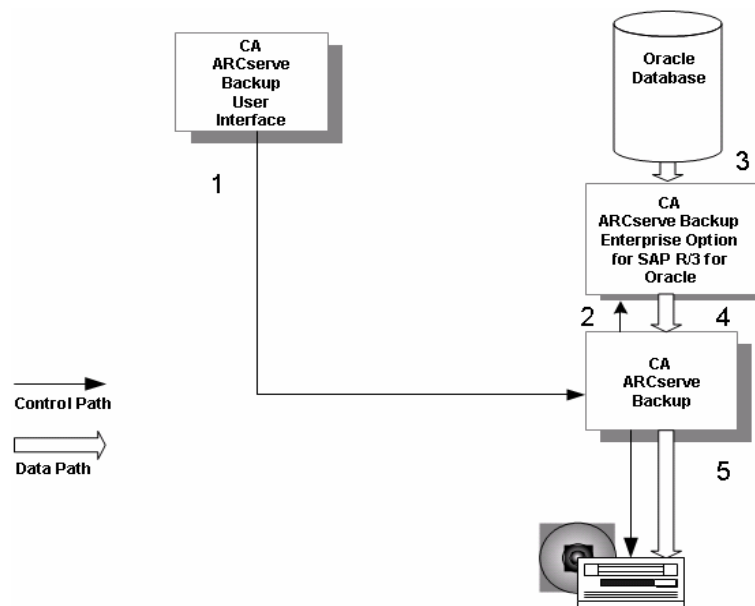 CA
ARCserve
Backup
User
Interface
Oracle
Database
1
3
CA
ARCserve Backup
Enterprise Option
for SAP R/3 for
Oracle
2
4
CA
ARCserve
Backup
Control Path
Data Path
5